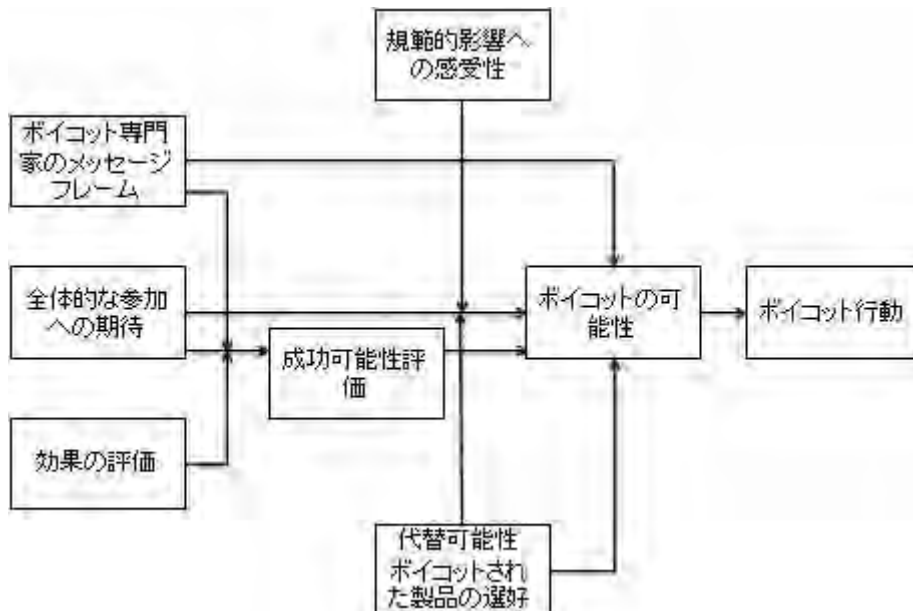 規範的影響へ
の感受性
ボイコット専門
家のメッセージ
フレーム
全体的な参加
への期待
ボイコットの可
能性
ボイコット行動
成功可能性評
価
効果の評価
代替可能性
ボイコットされ
た製品の選好